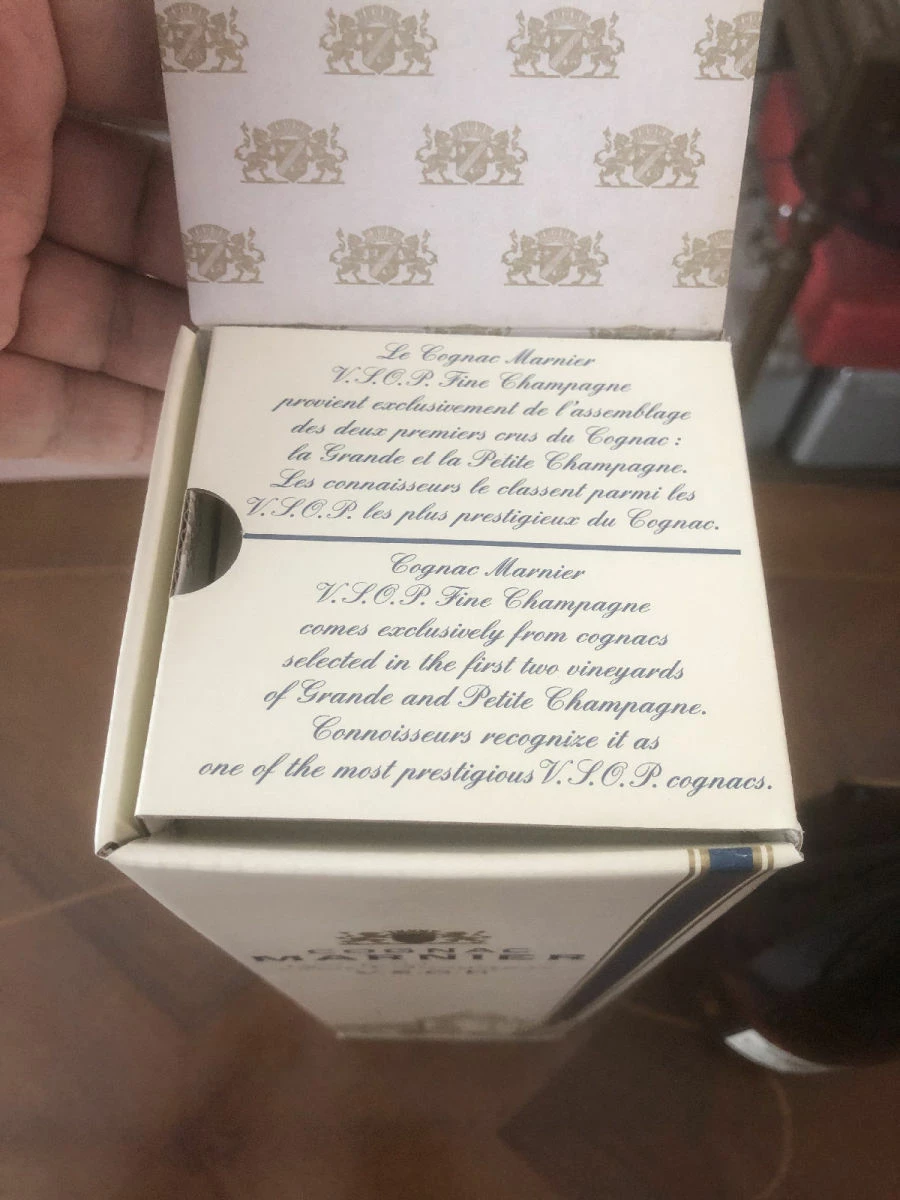 Le Cognac Marnier
V.S.O.P. Fine Champagne
provient exclusivement de l'assemblage
des deux premiers crus du Cognac :
la Grande et la Petite Champagne.
Les connaisseurs le classent parmi les
V.S.O.P. les plus prestigieux du Cognac.
Cognac Marnier
V.S.O.P. Fine Champagne
comes exclusively from cognacs
selected in the first two vineyards
of Grande and Petite Champagne.
Connoisseurs recognize it as
one of the most prestigious V.S.O.P. cognacs.
COGNAC
MARNIER